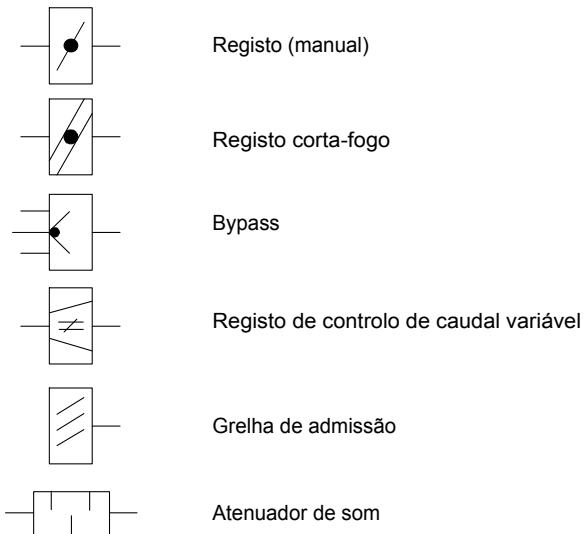 Registo (manual)
Registo corta-fogo
Bypass
Registo de controlo de caudal variável
Grelha de admissão
Atenuador de som